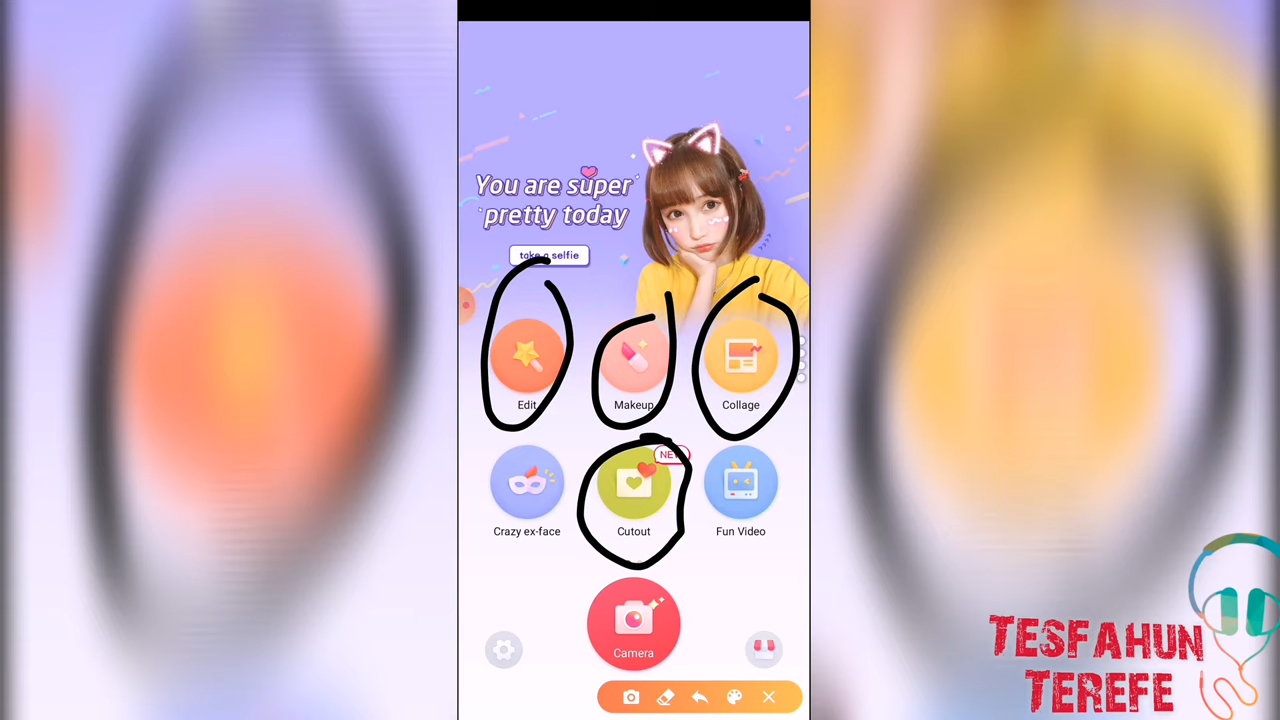 You are super
pretty today
take a selfie
Edit
Makeup
Collage
NEW
Crazy ex-face
Cutout
Fun Video
Camera
TESFAHUN
TEREFE